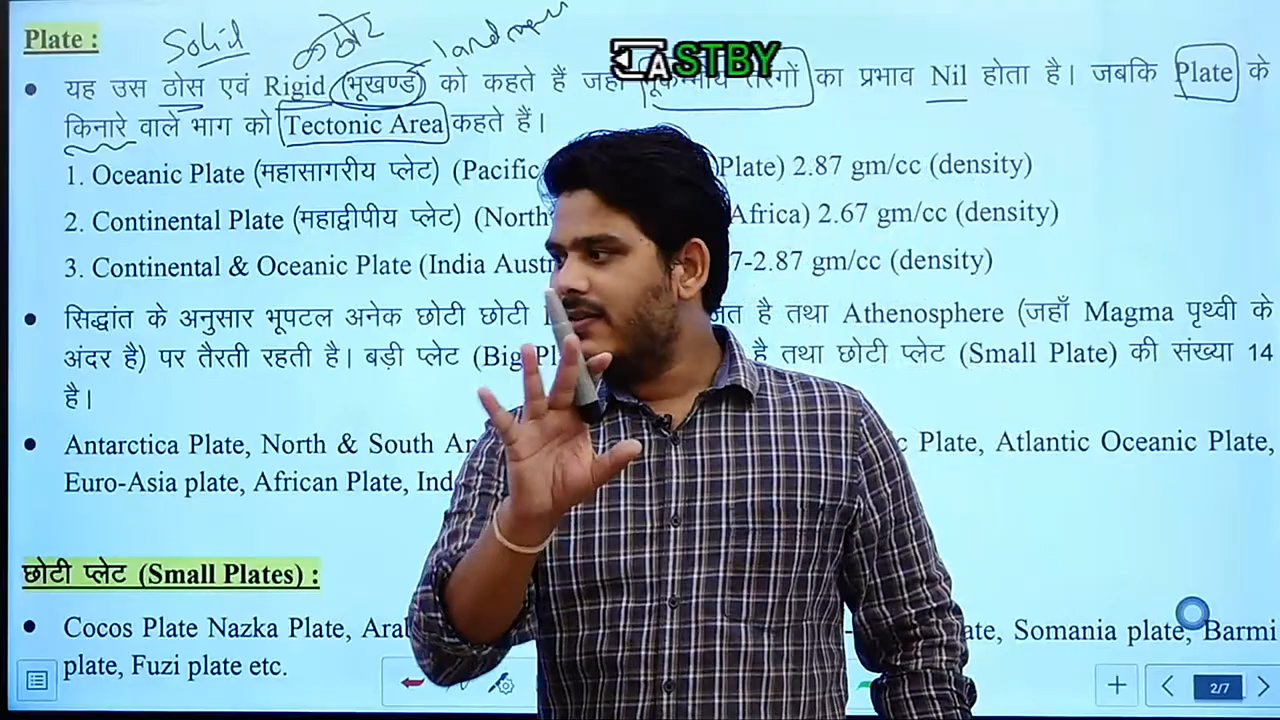 Plate :
Solid कठोर landmass
ASTBY
यह उस ठोस एवं Rigid (भूखण्ड) को कहते हैं जहाँ भूकम्पीय तरंगों का प्रभाव Nil होता है। जबकि Plate के
किनारे वाले भाग को Tectonic Area कहते हैं।
1. Oceanic Plate (महासागरीय प्लेट) (Pacific Plate) 2.87 gm/cc (density)
2. Continental Plate (महाद्वीपीय प्लेट) (North Africa) 2.67 gm/cc (density)
3. Continental & Oceanic Plate (India 7-2.87 gm/cc (density)
सिद्धांत के अनुसार भूपटल अनेक छोटी छोटी है तथा Athenosphere (जहाँ Magma पृथ्वी के
अंदर है) पर तैरती रहती है। बड़ी प्लेट (Big है तथा छोटी प्लेट (Small Plate) की संख्या 14
है।
Antarctica Plate, North & South Plate, Atlantic Oceanic Plate,
Euro-Asia plate, African Plate,
छोटी प्लेट (Small Plates) :
Cocos Plate Nazka Plate, Somania plate, Barmi
plate, Fuzi plate etc.
2/7